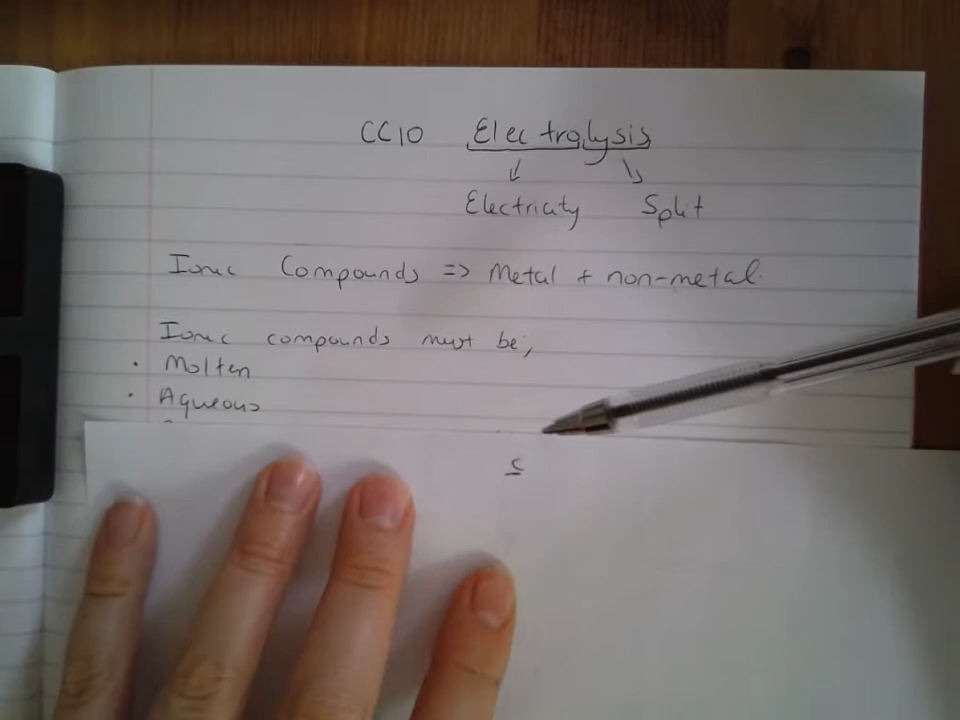 CC10 Electrolysis
Electricity Split
Ionic Compounds => Metal + non-metal.
Ionic compounds must be;
• Molten
• Aqueous